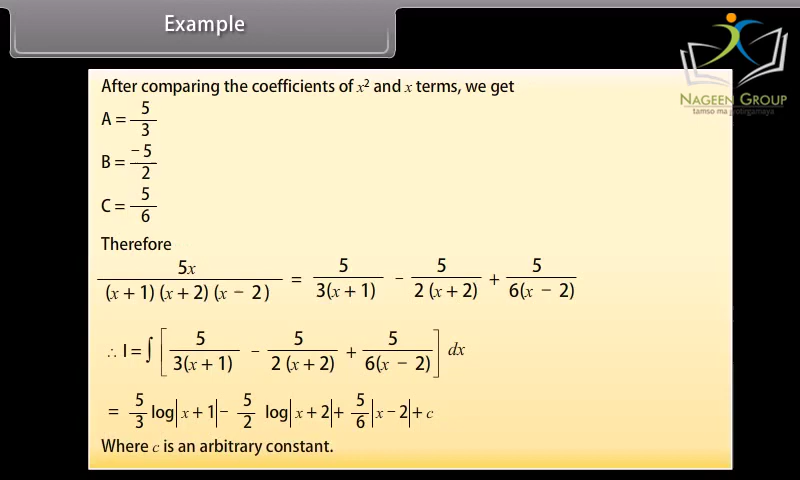 Example
NAGEEN GROUP
tamso ma jyotirgamaya
After comparing the coefficients of x² and x terms, we get
A = 5/3
B = −5/2
C = 5/6
Therefore
5x/((x + 1) (x + 2) (x − 2)) = 5/(3(x + 1)) − 5/(2 (x + 2)) + 5/(6(x − 2))
∴ I = ∫ [5/(3(x + 1)) − 5/(2 (x + 2)) + 5/(6(x − 2))] dx
= 5/3 log|x + 1| − 5/2 log|x + 2| + 5/6 |x − 2| + c
Where c is an arbitrary constant.